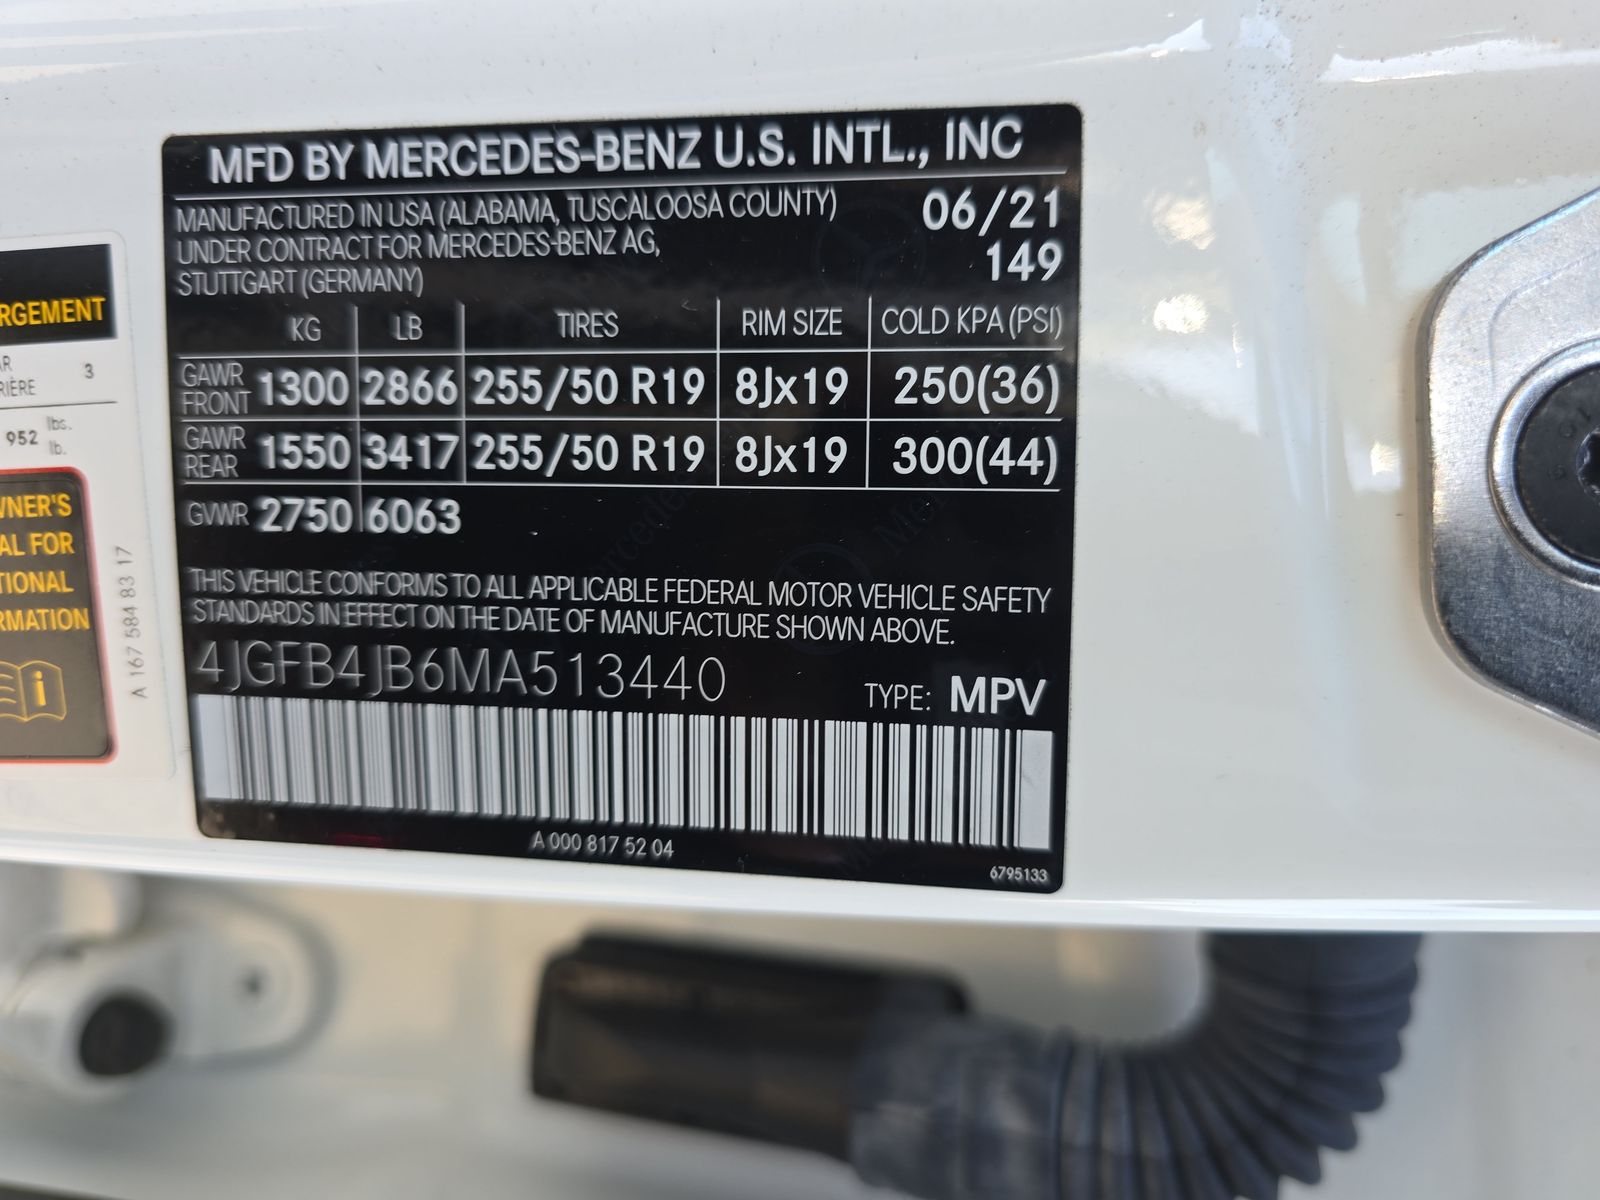 MFD BY MERCEDES-BENZ U.S. INTL., INC
MANUFACTURED IN USA (ALABAMA, TUSCALOOSA COUNTY) 06/21
UNDER CONTRACT FOR MERCEDES-BENZ AG, 149
STUTTGART (GERMANY)
KG LB TIRES RIM SIZE COLD KPA (PSI)
GAWR FRONT 1300 2866 255/50 R19 8Jx19 250(36)
GAWR REAR 1550 3417 255/50 R19 8Jx19 300(44)
GVWR 2750 6063
THIS VEHICLE CONFORMS TO ALL APPLICABLE FEDERAL MOTOR VEHICLE SAFETY
STANDARDS IN EFFECT ON THE DATE OF MANUFACTURE SHOWN ABOVE.
4JGFB4JB6MA513440 TYPE: MPV
A 000 817 52 04
6795133
RGEMENT
AR 3
RIÈRE
952 lbs.
lb.
WNER'S
AL FOR
TIONAL
RMATION
i
A 167 584 83 17